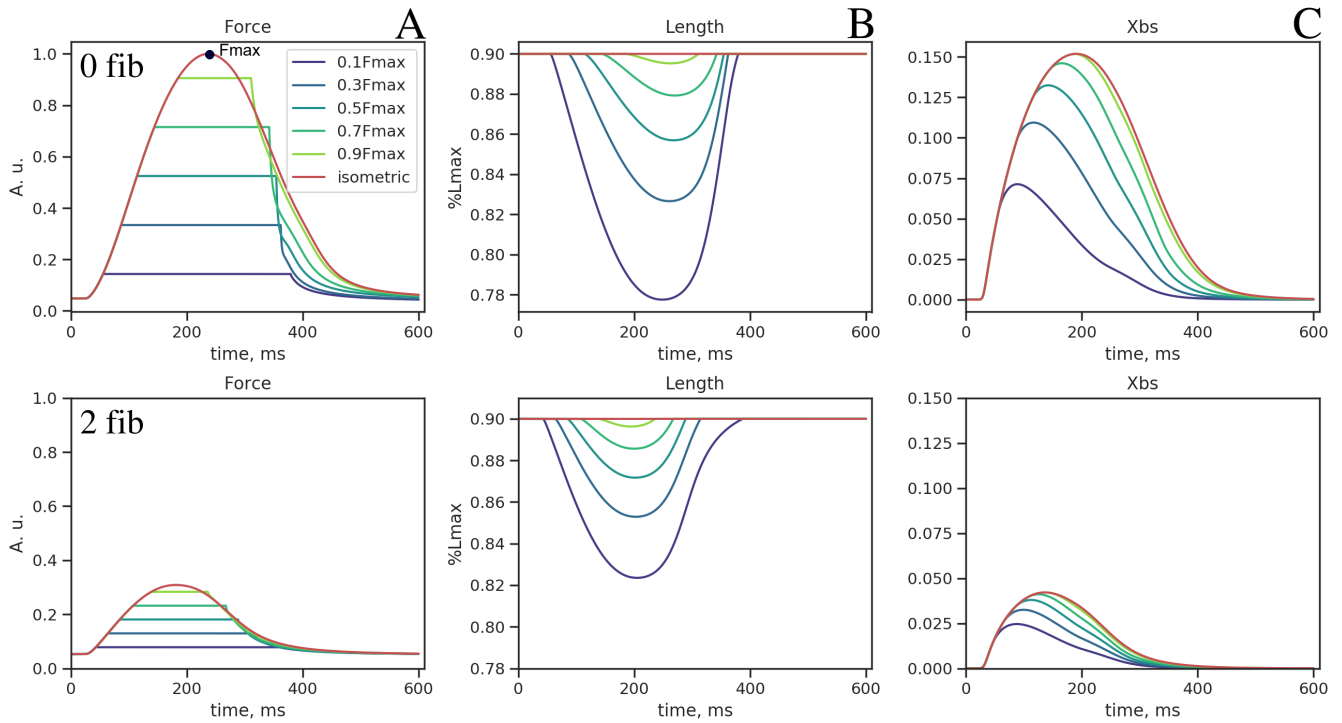 A
B
C
Force
Length
Xbs
0 fib
Fmax
0.1Fmax
0.3Fmax
0.5Fmax
0.7Fmax
0.9Fmax
isometric
A. u.
1.0
0.8
0.6
0.4
0.2
0.0
0
200
400
600
time, ms
%Lmax
0.90
0.88
0.86
0.84
0.82
0.80
0.78
0
200
400
600
time, ms
0.150
0.125
0.100
0.075
0.050
0.025
0.000
0
200
400
600
time, ms
Force
Length
Xbs
2 fib
A. u.
1.0
0.8
0.6
0.4
0.2
0.0
0
200
400
600
time, ms
%Lmax
0.90
0.88
0.86
0.84
0.82
0.80
0.78
0
200
400
600
time, ms
0.150
0.125
0.100
0.075
0.050
0.025
0.000
0
200
400
600
time, ms